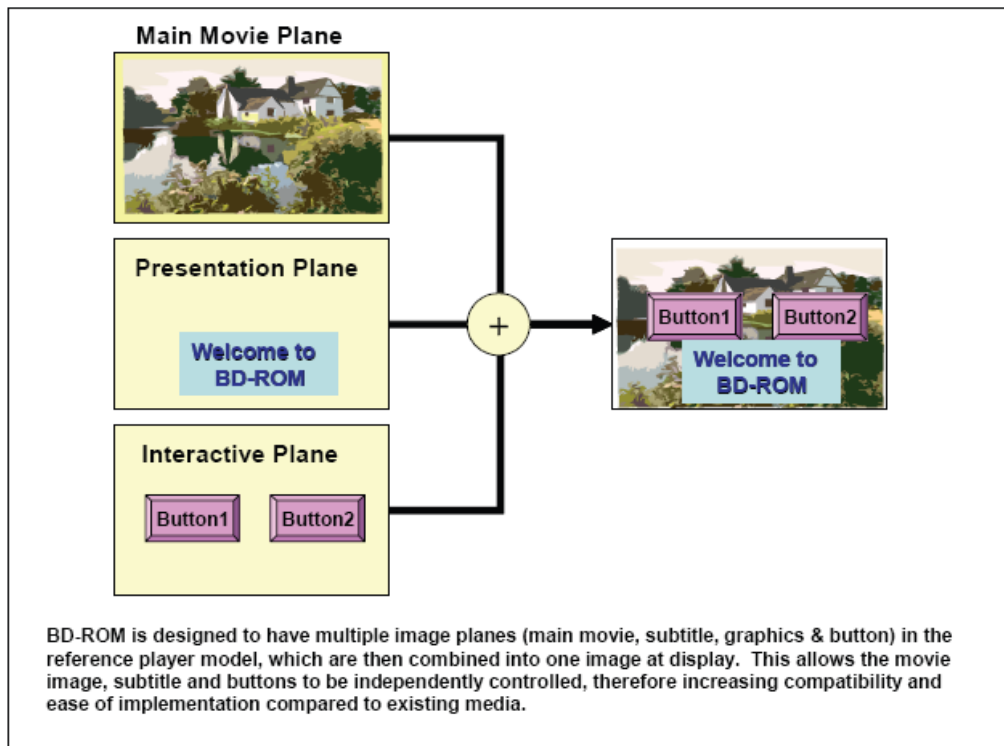 Main Movie Plane
Presentation Plane
Welcome to
BD-ROM
Interactive Plane
Button1 Button2
+
Button1 Button2
Welcome to
BD-ROM
BD-ROM is designed to have multiple image planes (main movie, subtitle, graphics & button) in the
reference player model, which are then combined into one image at display.  This allows the movie
image, subtitle and buttons to be independently controlled, therefore increasing compatibility and
ease of implementation compared to existing media.